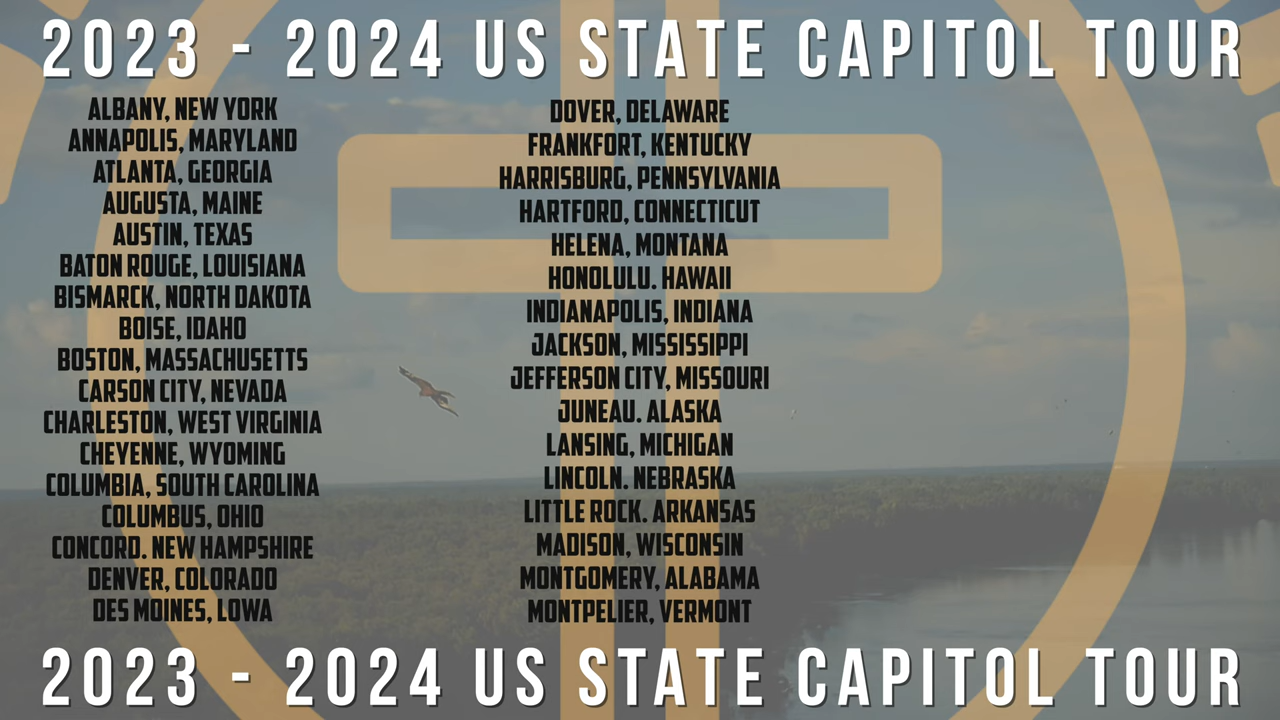 2023 - 2024 US STATE CAPITOL TOUR
ALBANY, NEW YORK
ANNAPOLIS, MARYLAND
ATLANTA, GEORGIA
AUGUSTA, MAINE
AUSTIN, TEXAS
BATON ROUGE, LOUISIANA
BISMARCK, NORTH DAKOTA
BOISE, IDAHO
BOSTON, MASSACHUSETTS
CARSON CITY, NEVADA
CHARLESTON, WEST VIRGINIA
CHEYENNE, WYOMING
COLUMBIA, SOUTH CAROLINA
COLUMBUS, OHIO
CONCORD. NEW HAMPSHIRE
DENVER, COLORADO
DES MOINES, LOWA
DOVER, DELAWARE
FRANKFORT, KENTUCKY
HARRISBURG, PENNSYLVANIA
HARTFORD, CONNECTICUT
HELENA, MONTANA
HONOLULU. HAWAII
INDIANAPOLIS, INDIANA
JACKSON, MISSISSIPPI
JEFFERSON CITY, MISSOURI
JUNEAU. ALASKA
LANSING, MICHIGAN
LINCOLN. NEBRASKA
LITTLE ROCK. ARKANSAS
MADISON, WISCONSIN
MONTGOMERY, ALABAMA
MONTPELIER, VERMONT
2023 - 2024 US STATE CAPITOL TOUR